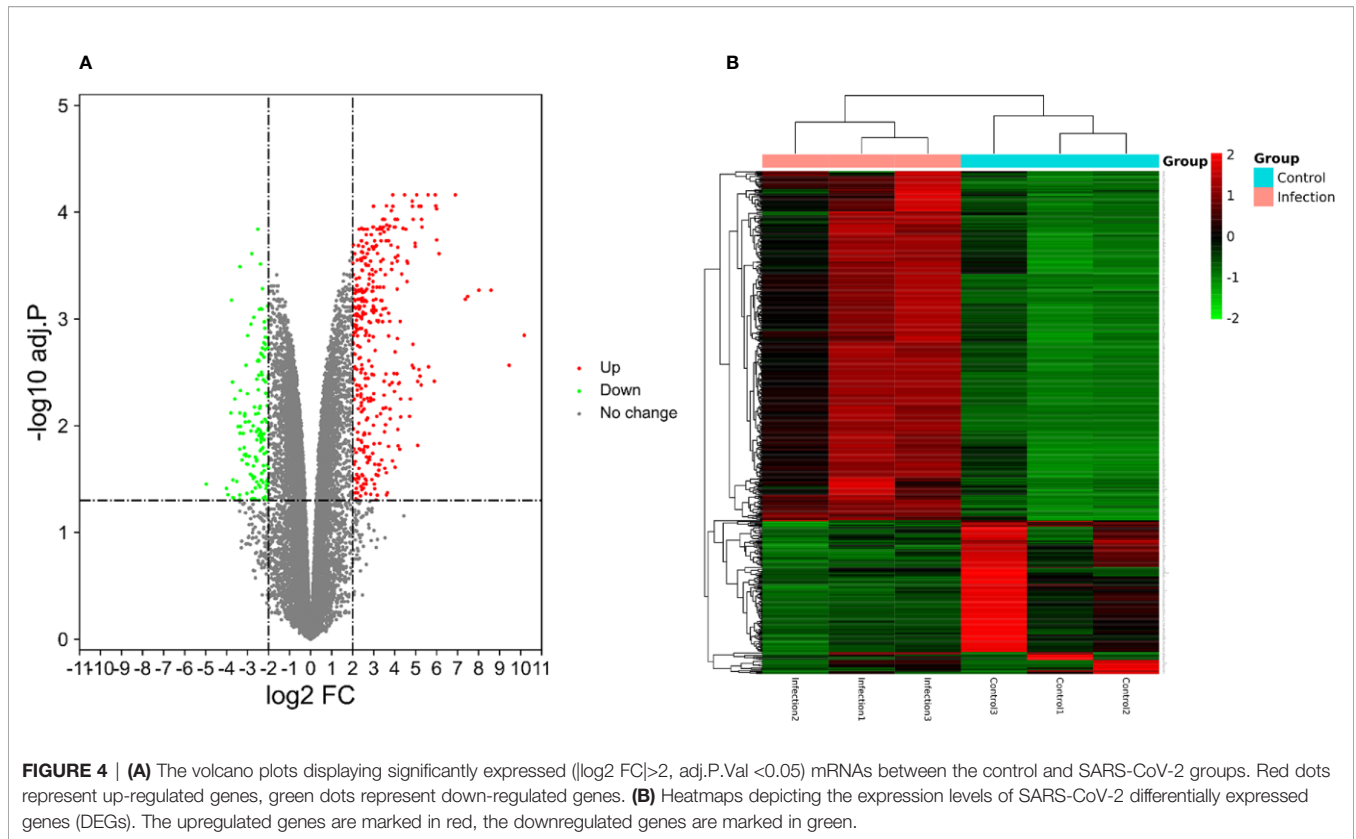 A
B
5
4
3
2
1
0
-log10 adj.P
-11-10-9 -8 -7 -6 -5 -4 -3 -2 -1 0 1 2 3 4 5 6 7 8 9 10 11
log2 FC
Up
Down
No change
Group
2
1
0
-1
-2
Group
Control
Infection
Infection2
Infection1
Infection3
Control3
Control1
Control2
FIGURE 4 | (A) The volcano plots displaying significantly expressed (|log2 FC|>2, adj.P.Val <0.05) mRNAs between the control and SARS-CoV-2 groups. Red dots
represent up-regulated genes, green dots represent down-regulated genes. (B) Heatmaps depicting the expression levels of SARS-CoV-2 differentially expressed
genes (DEGs). The upregulated genes are marked in red, the downregulated genes are marked in green.